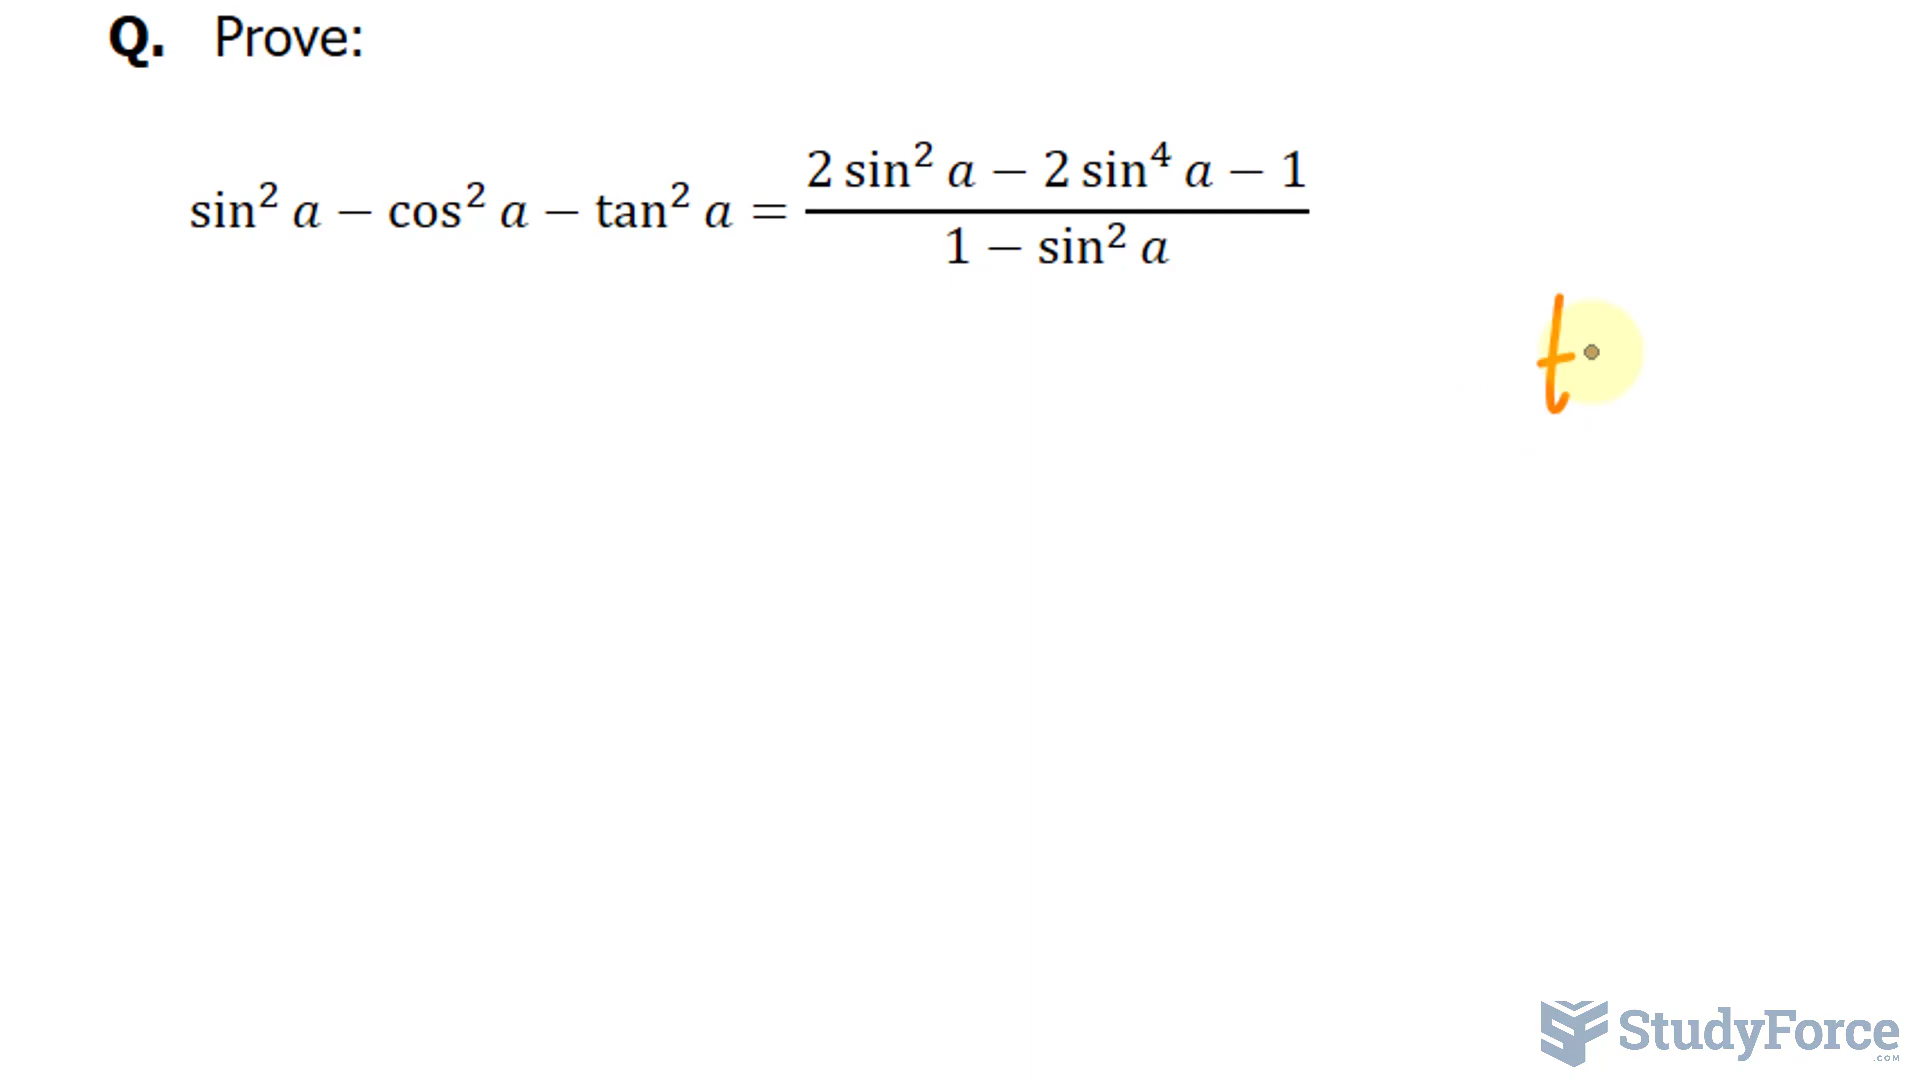 Q. Prove:
sin² a − cos² a − tan² a = (2 sin² a − 2 sin⁴ a − 1) / (1 − sin² a)
t
StudyForce
.COM